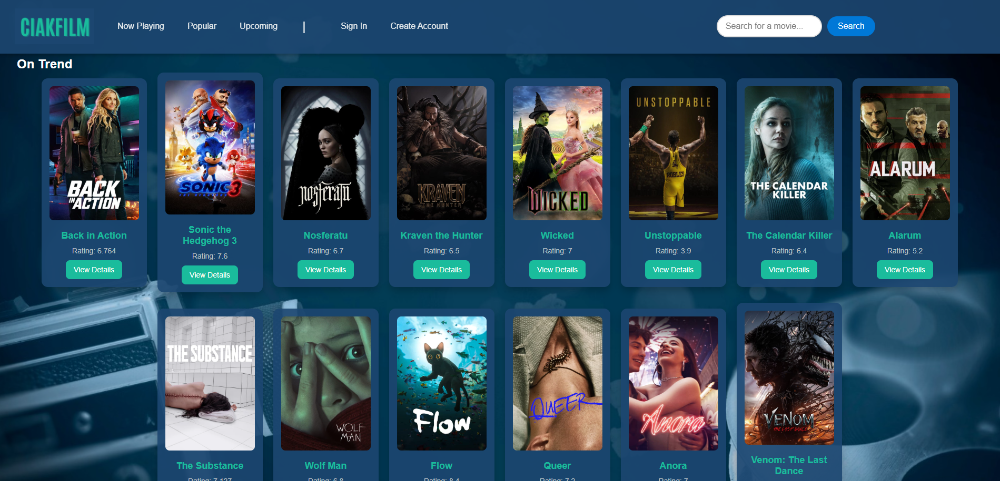 CIAKFILM
Now Playing
Popular
Upcoming
|
Sign In
Create Account
Search for a movie...
Search
On Trend
BACK
IN ACTION
SONIC 3
THE HEDGEHOG
nosferatu
KRAVEN
THE HUNTER
WICKED
UNSTOPPABLE
ROBLES
THE CALENDAR
KILLER
ALARUM
Back in Action
Rating: 6.764
View Details
Sonic the
Hedgehog 3
Rating: 7.6
View Details
Nosferatu
Rating: 6.7
View Details
Kraven the Hunter
Rating: 6.5
View Details
Wicked
Rating: 7
View Details
Unstoppable
Rating: 3.9
View Details
The Calendar Killer
Rating: 6.4
View Details
Alarum
Rating: 5.2
View Details
THE SUBSTANCE
WOLF
MAN
Flow
QUEER
Anora
VENOM
THE LAST DANCE
The Substance
Rating: 7.127
Wolf Man
Rating: 6.8
Flow
Rating: 8.4
Queer
Rating: 7.2
Anora
Rating: 7
Venom: The Last
Dance